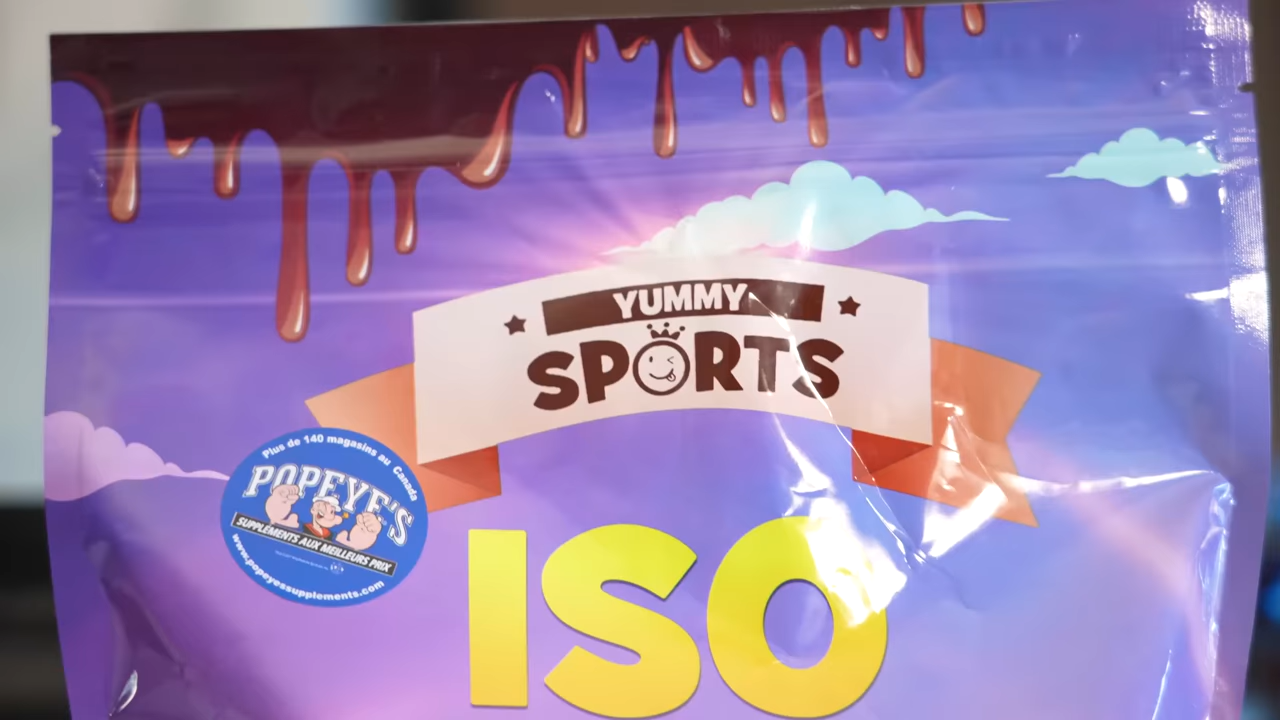 YUMMY
SPORTS
Plus de 140 magasins au Canada
POPEYE'S
SUPPLÉMENTS AUX MEILLEURS PRIX
www.popeyessupplements.com
ISO